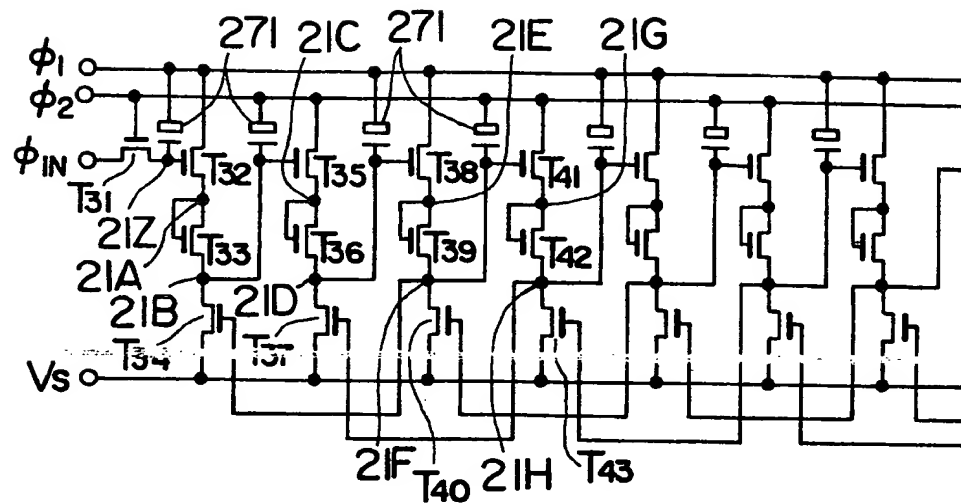 271 21C 271 21E 21G
ϕ1
ϕ2
ϕIN
T32 T35 T38 T41
T31
21Z
T33 T36 T39 T42
21A
21B 21D
T34 T37
VS
21F T40 21H T43